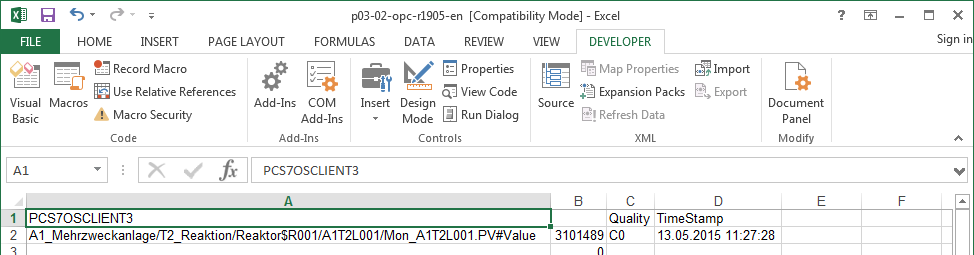 p03-02-opc-r1905-en [Compatibility Mode] - Excel
FILE HOME INSERT PAGE LAYOUT FORMULAS DATA REVIEW VIEW DEVELOPER Sign in
Visual Basic
Macros
Record Macro
Use Relative References
Macro Security
Code
Add-Ins
COM Add-Ins
Add-Ins
Insert
Design Mode
Properties
View Code
Run Dialog
Controls
Source
Map Properties
Expansion Packs
Refresh Data
Import
Export
XML
Document Panel
Modify
A1 PCS7OSCLIENT3
A B C D E F
1 PCS7OSCLIENT3 Quality TimeStamp
2 A1_Mehrzweckanlage/T2_Reaktion/Reaktor$R001/A1T2L001/Mon_A1T2L001.PV#Value 3101489 C0 13.05.2015 11:27:28
3 0